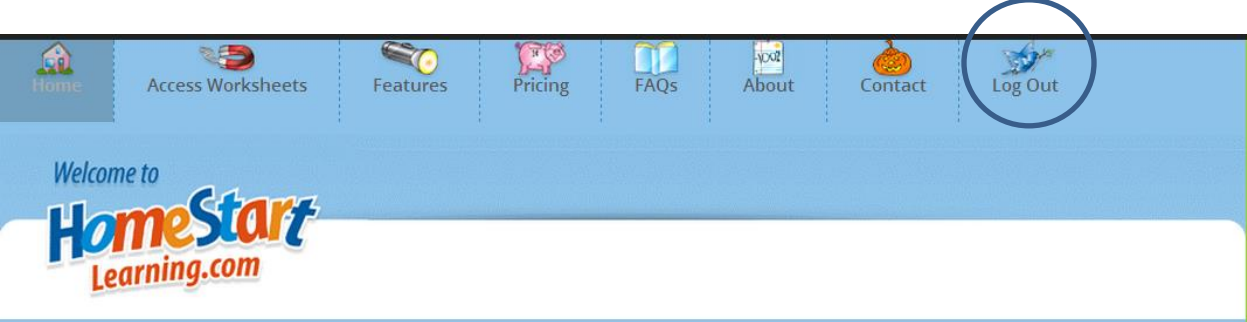 Home Access Worksheets Features Pricing FAQs About Contact Log Out
Welcome to
HomeStart
Learning.com